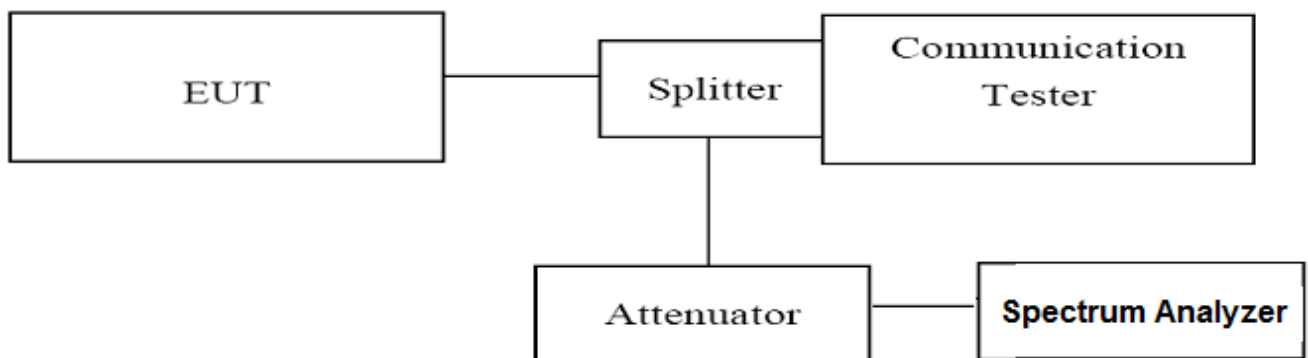 EUT
Splitter
Communication
Tester
Attenuator
Spectrum Analyzer